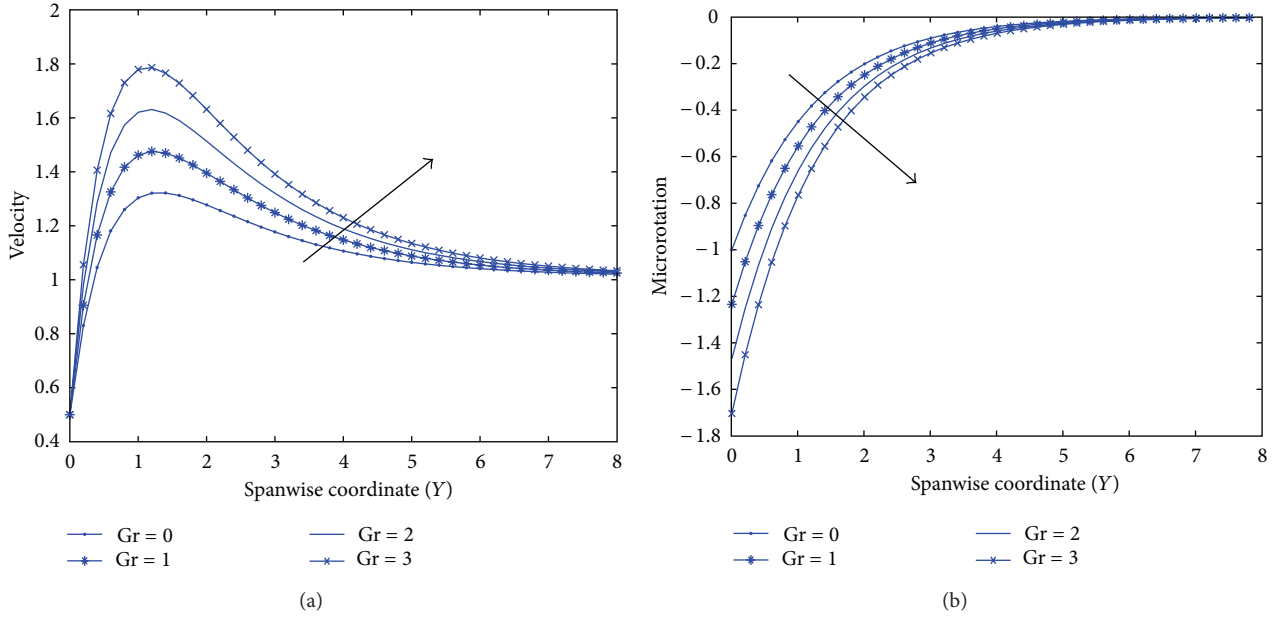 2
1.8
1.6
1.4
1.2
1
0.8
0.6
0.4
Velocity
0 1 2 3 4 5 6 7 8
Spanwise coordinate (Y)
Gr = 0
Gr = 2
Gr = 1
Gr = 3
(a)
0
−0.2
−0.4
−0.6
−0.8
−1
−1.2
−1.4
−1.6
−1.8
Microrotation
0 1 2 3 4 5 6 7 8
Spanwise coordinate (Y)
Gr = 0
Gr = 2
Gr = 1
Gr = 3
(b)